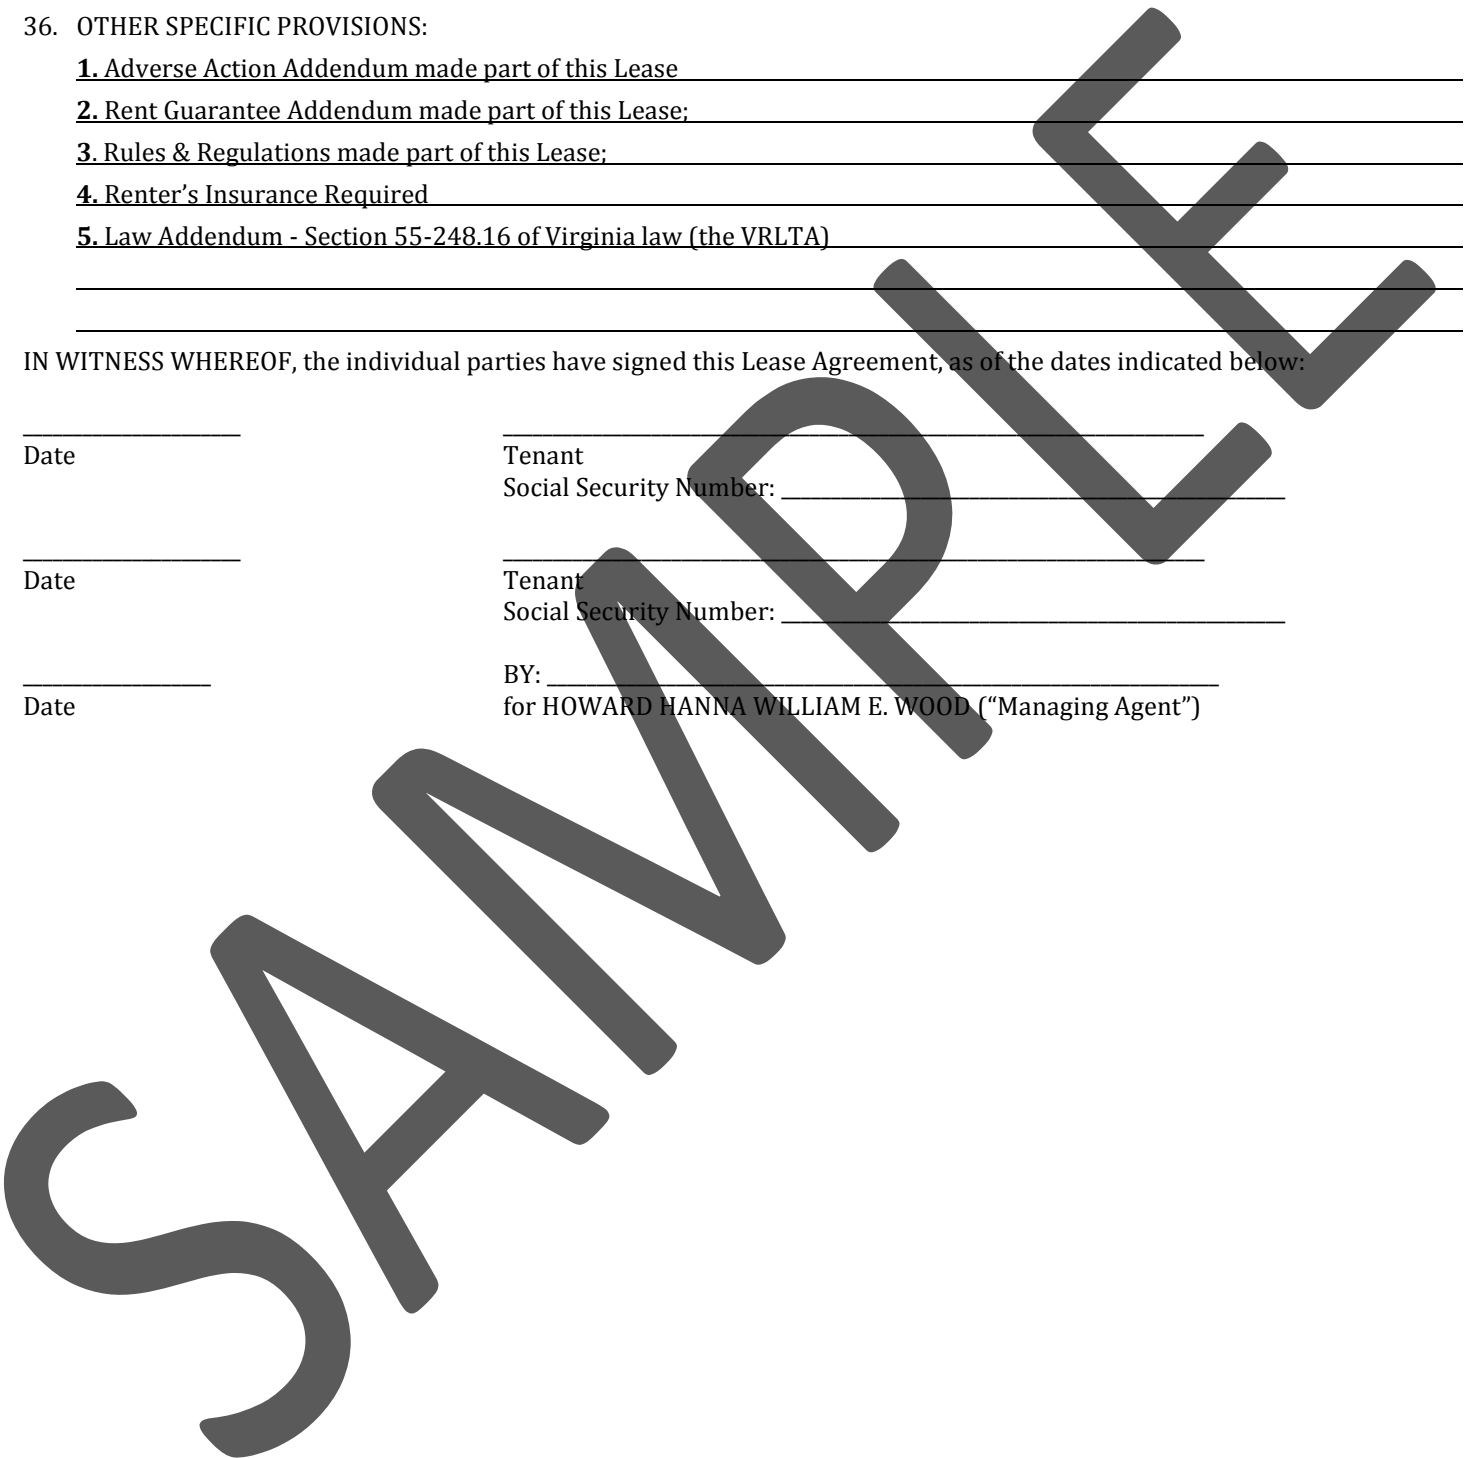 36. OTHER SPECIFIC PROVISIONS:
1. Adverse Action Addendum made part of this Lease
2. Rent Guarantee Addendum made part of this Lease;
3. Rules & Regulations made part of this Lease;
4. Renter’s Insurance Required
5. Law Addendum - Section 55-248.16 of Virginia law (the VRLTA)
IN WITNESS WHEREOF, the individual parties have signed this Lease Agreement, as of the dates indicated below:
Date Tenant
Social Security Number:
Date Tenant
Social Security Number:
BY:
Date for HOWARD HANNA WILLIAM E. WOOD (“Managing Agent”)
SAMPLE